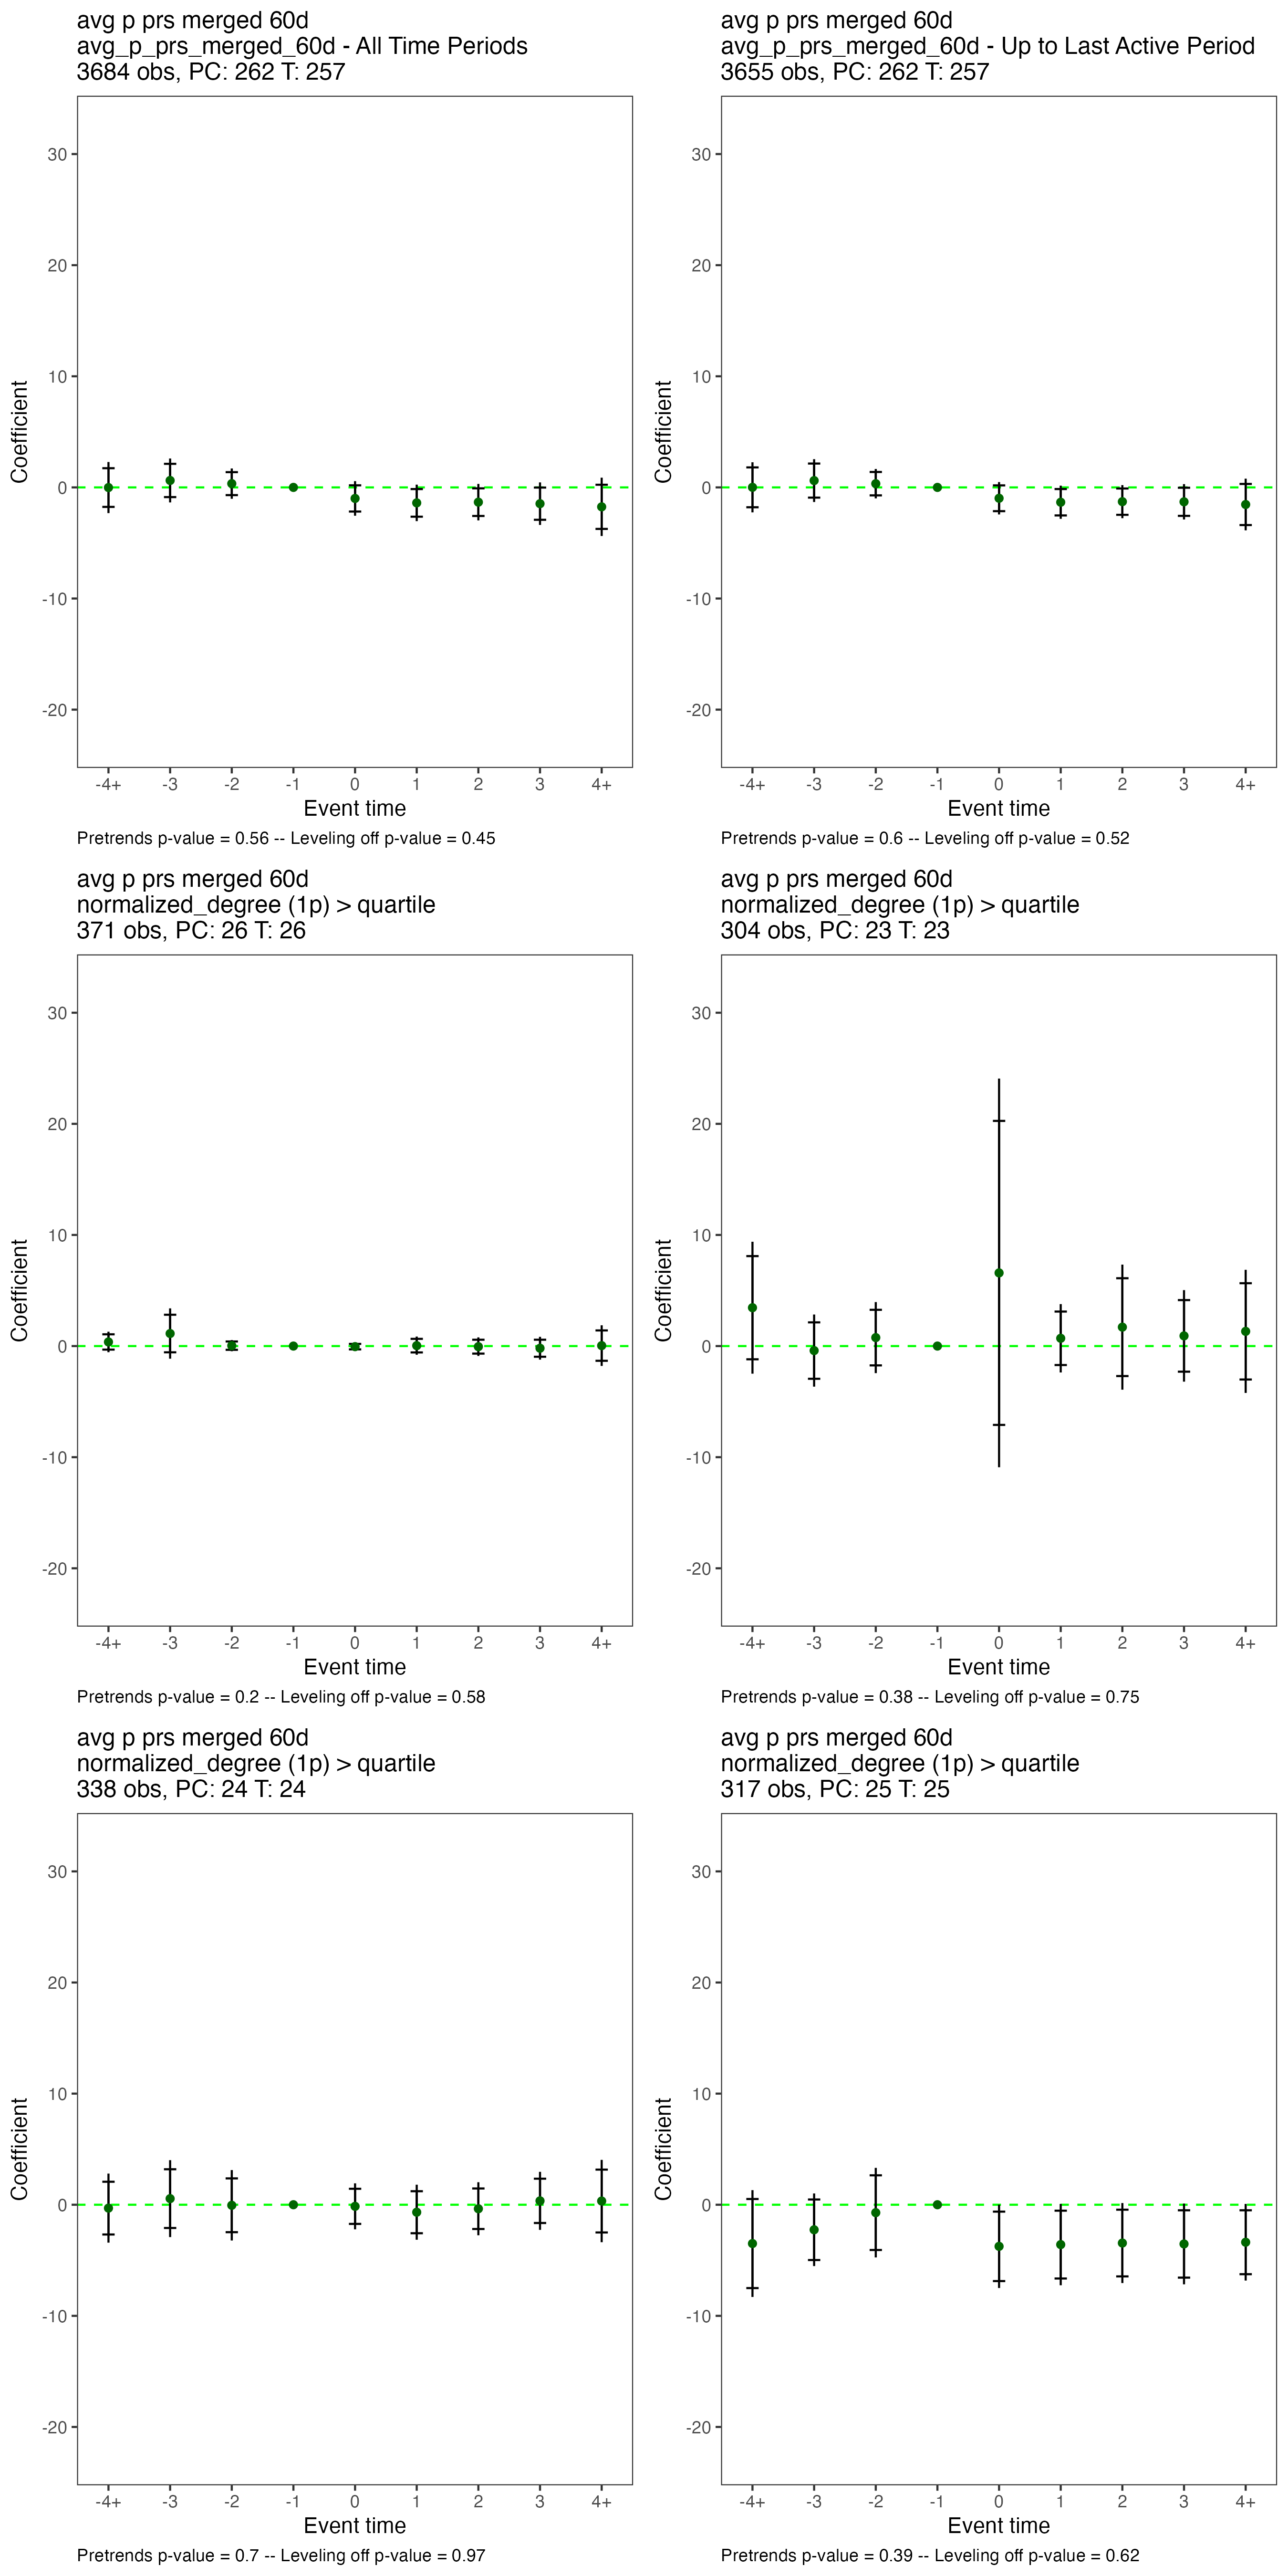 avg p prs merged 60d
avg_p_prs_merged_60d - All Time Periods
3684 obs, PC: 262 T: 257
30
20
10
0
-10
-20
Coefficient
-4+ -3 -2 -1 0 1 2 3 4+
Event time
Pretrends p-value = 0.56 -- Leveling off p-value = 0.45
avg p prs merged 60d
avg_p_prs_merged_60d - Up to Last Active Period
3655 obs, PC: 262 T: 257
30
20
10
0
-10
-20
Coefficient
-4+ -3 -2 -1 0 1 2 3 4+
Event time
Pretrends p-value = 0.6 -- Leveling off p-value = 0.52
avg p prs merged 60d
normalized_degree (1p) > quartile
371 obs, PC: 26 T: 26
30
20
10
0
-10
-20
Coefficient
-4+ -3 -2 -1 0 1 2 3 4+
Event time
Pretrends p-value = 0.2 -- Leveling off p-value = 0.58
avg p prs merged 60d
normalized_degree (1p) > quartile
304 obs, PC: 23 T: 23
30
20
10
0
-10
-20
Coefficient
-4+ -3 -2 -1 0 1 2 3 4+
Event time
Pretrends p-value = 0.38 -- Leveling off p-value = 0.75
avg p prs merged 60d
normalized_degree (1p) > quartile
338 obs, PC: 24 T: 24
30
20
10
0
-10
-20
Coefficient
-4+ -3 -2 -1 0 1 2 3 4+
Event time
Pretrends p-value = 0.7 -- Leveling off p-value = 0.97
avg p prs merged 60d
normalized_degree (1p) > quartile
317 obs, PC: 25 T: 25
30
20
10
0
-10
-20
Coefficient
-4+ -3 -2 -1 0 1 2 3 4+
Event time
Pretrends p-value = 0.39 -- Leveling off p-value = 0.62